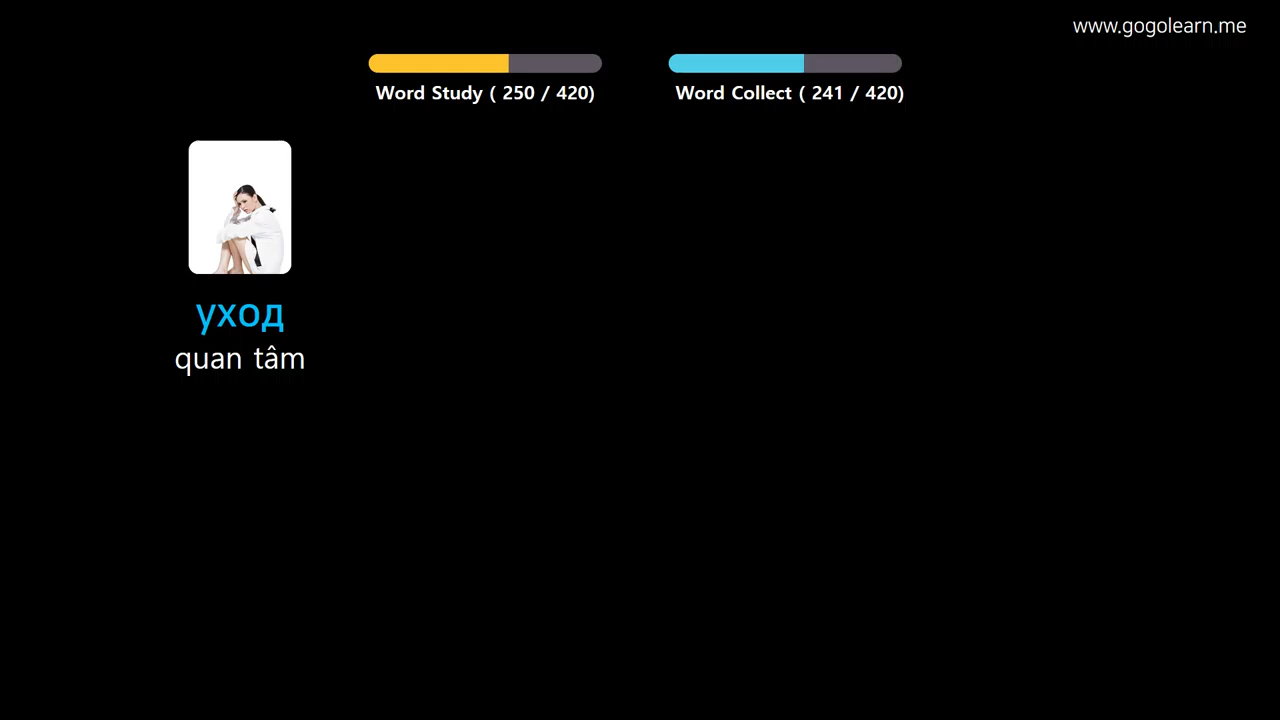 www.gogolearn.me
Word Study ( 250 / 420)
Word Collect ( 241 / 420)
уход
quan tâm